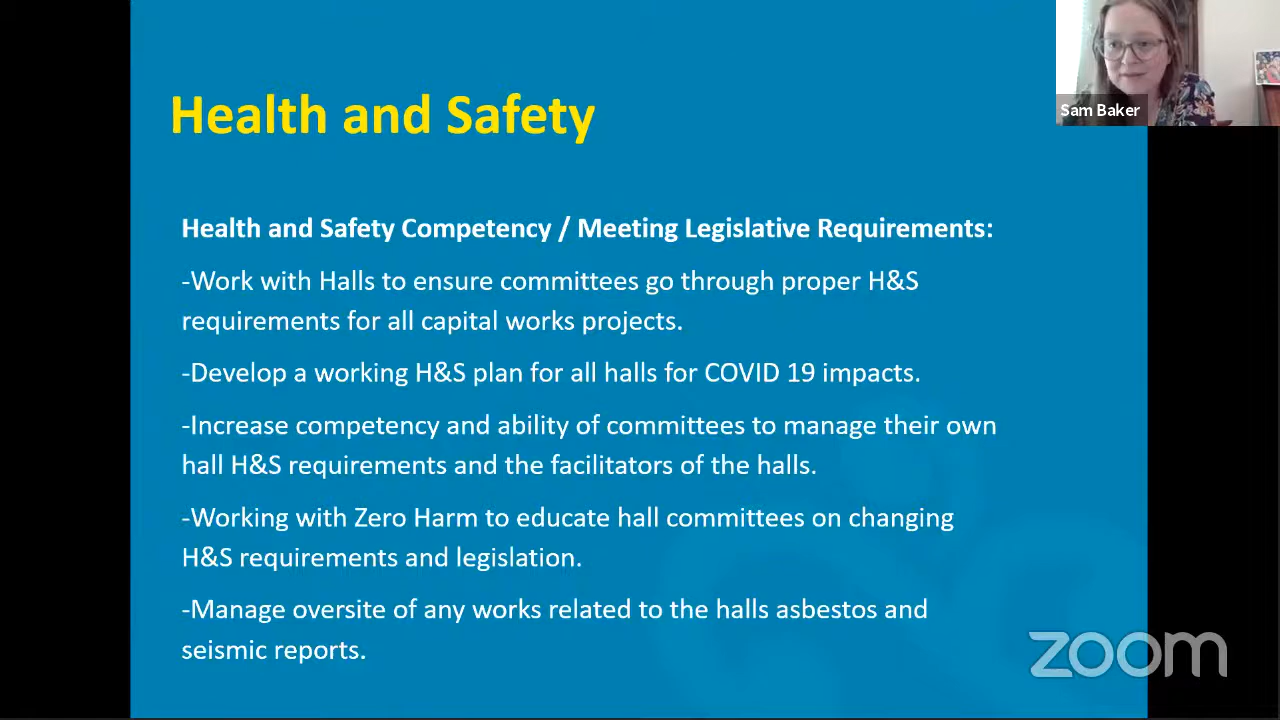 Health and Safety
Sam Baker
Health and Safety Competency / Meeting Legislative Requirements:
-Work with Halls to ensure committees go through proper H&S
requirements for all capital works projects.
-Develop a working H&S plan for all halls for COVID 19 impacts.
-Increase competency and ability of committees to manage their own
hall H&S requirements and the facilitators of the halls.
-Working with Zero Harm to educate hall committees on changing
H&S requirements and legislation.
-Manage oversite of any works related to the halls asbestos and
seismic reports.
zoom